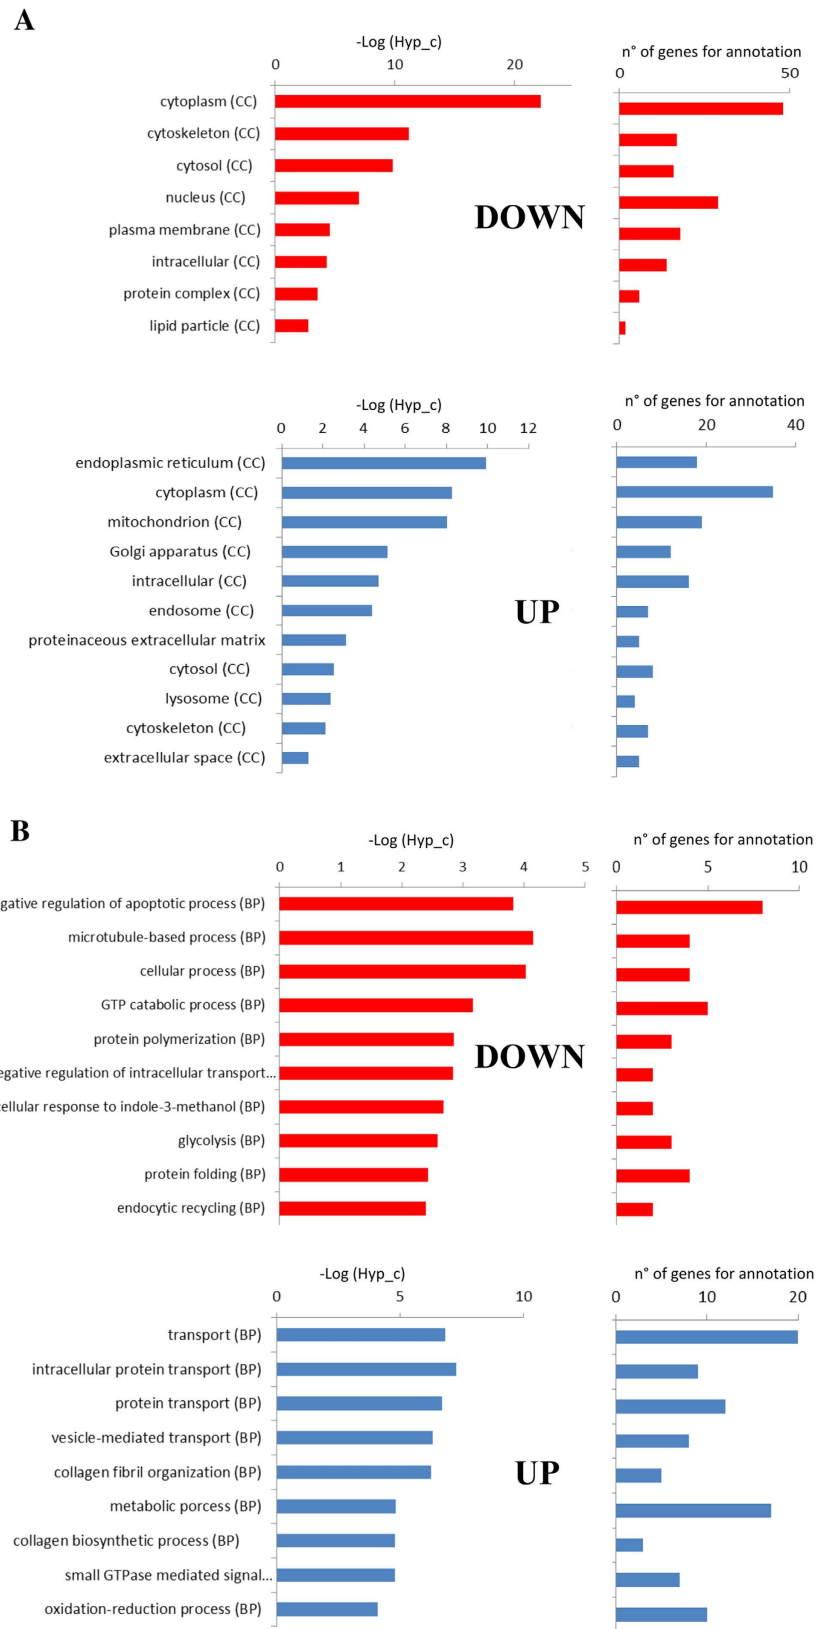 A
-Log (Hyp_c)
n° of genes for annotation
0 10 20
0 50
cytoplasm (CC)
cytoskeleton (CC)
cytosol (CC)
nucleus (CC)
DOWN
plasma membrane (CC)
intracellular (CC)
protein complex (CC)
lipid particle (CC)
-Log (Hyp_c)
n° of genes for annotation
0 2 4 6 8 10 12
0 20 40
endoplasmic reticulum (CC)
cytoplasm (CC)
mitochondrion (CC)
Golgi apparatus (CC)
intracellular (CC)
endosome (CC)
UP
proteinaceous extracellular matrix
cytosol (CC)
lysosome (CC)
cytoskeleton (CC)
extracellular space (CC)
B
-Log (Hyp_c)
n° of genes for annotation
0 1 2 3 4 5
0 5 10
gative regulation of apoptotic process (BP)
microtubule-based process (BP)
cellular process (BP)
GTP catabolic process (BP)
protein polymerization (BP)
DOWN
egative regulation of intracellular transport...
cellular response to indole-3-methanol (BP)
glycolysis (BP)
protein folding (BP)
endocytic recycling (BP)
-Log (Hyp_c)
n° of genes for annotation
0 5 10
0 10 20
transport (BP)
intracellular protein transport (BP)
protein transport (BP)
vesicle-mediated transport (BP)
collagen fibril organization (BP)
UP
metabolic porcess (BP)
collagen biosynthetic process (BP)
small GTPase mediated signal...
oxidation-reduction process (BP)